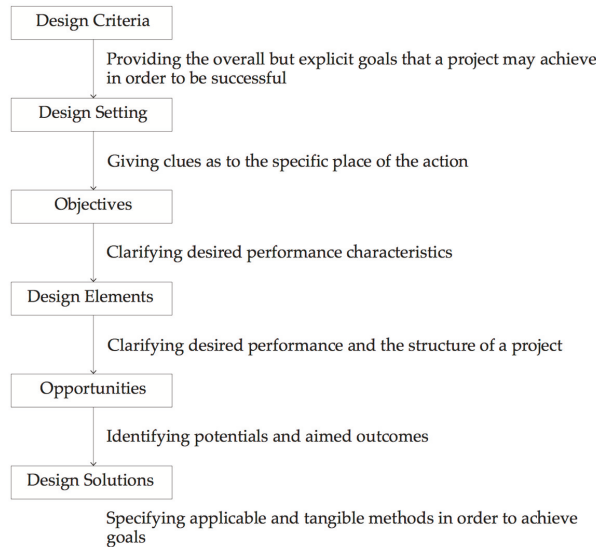 Design Criteria
Providing the overall but explicit goals that a project may achieve
in order to be successful
Design Setting
Giving clues as to the specific place of the action
Objectives
Clarifying desired performance characteristics
Design Elements
Clarifying desired performance and the structure of a project
Opportunities
Identifying potentials and aimed outcomes
Design Solutions
Specifying applicable and tangible methods in order to achieve
goals